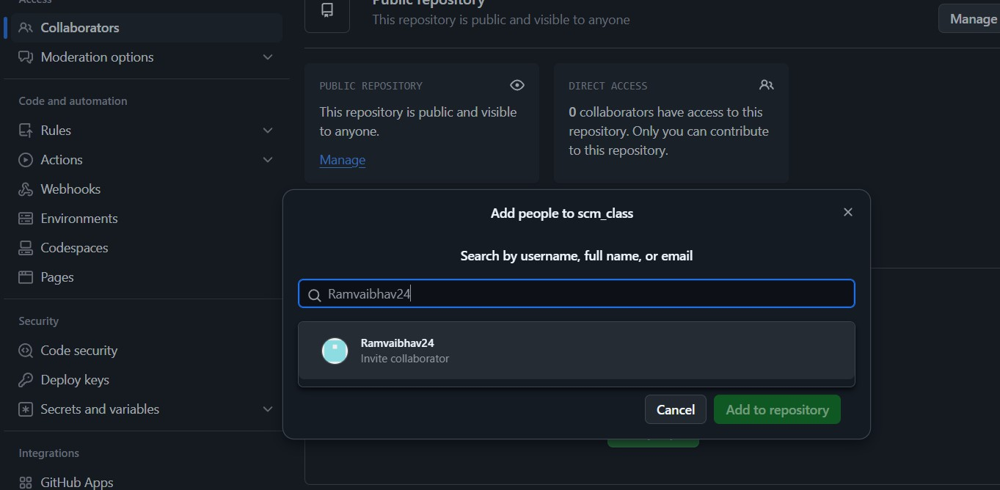 Access
Collaborators
Moderation options
Code and automation
Rules
Actions
Webhooks
Environments
Codespaces
Pages
Security
Code security
Deploy keys
Secrets and variables
Integrations
GitHub Apps
Public repository
This repository is public and visible to anyone
Manage
PUBLIC REPOSITORY
This repository is public and visible
to anyone.
Manage
DIRECT ACCESS
0 collaborators have access to this
repository. Only you can contribute
to this repository.
Add people to scm_class
Search by username, full name, or email
Ramvaibhav24
Ramvaibhav24
Invite collaborator
Cancel
Add to repository